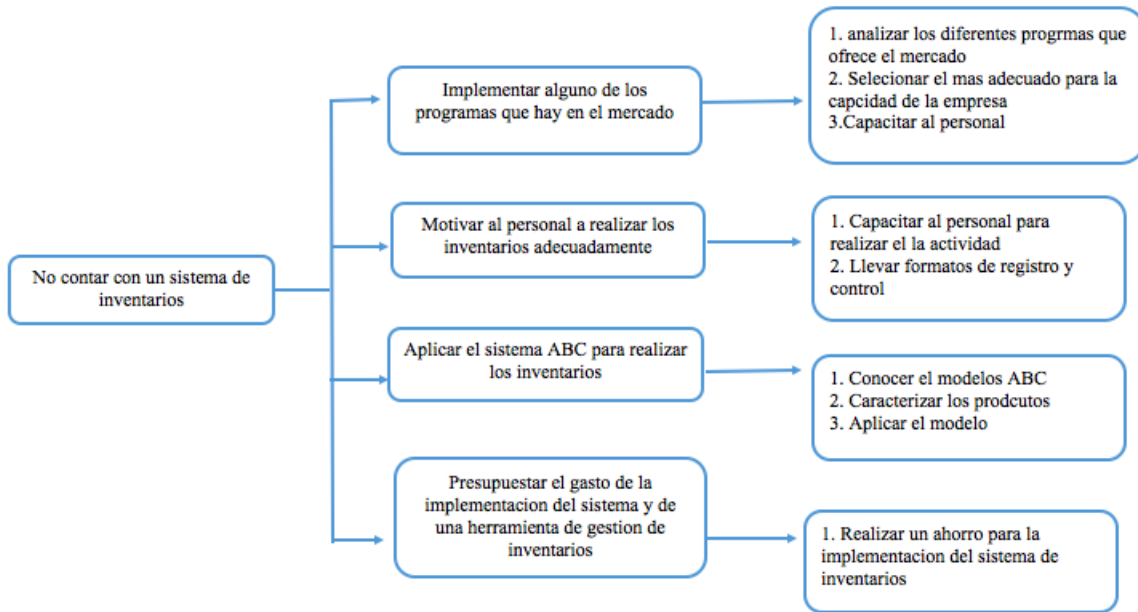 No contar con un sistema de
inventarios
Implementar alguno de los
programas que hay en el mercado
1. analizar los diferentes progrmas que
ofrece el mercado
2. Selecionar el mas adecuado para la
capcidad de la empresa
3.Capacitar al personal
Motivar al personal a realizar los
inventarios adecuadamente
1. Capacitar al personal para
realizar el la actividad
2. Llevar formatos de registro y
control
Aplicar el sistema ABC para realizar
los inventarios
1. Conocer el modelos ABC
2. Caracterizar los prodcutos
3. Aplicar el modelo
Presupuestar el gasto de la
implementacion del sistema y de
una herramienta de gestion de
inventarios
1. Realizar un ahorro para la
implementacion del sistema de
inventarios